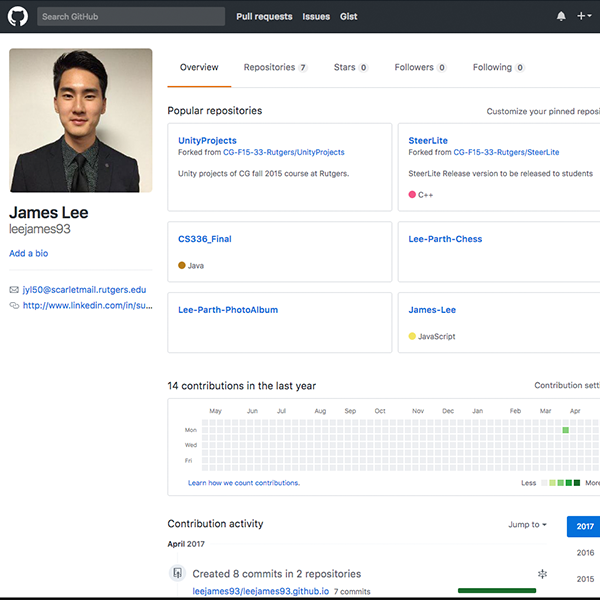 Search GitHub Pull requests Issues Gist
Overview Repositories 7 Stars 0 Followers 0 Following 0
James Lee
leejames93
Add a bio
jyl50@scarletmail.rutgers.edu
http://www.linkedin.com/in/su...
Popular repositories
Customize your pinned reposi
UnityProjects
Forked from CG-F15-33-Rutgers/UnityProjects
Unity projects of CG fall 2015 course at Rutgers.
SteerLite
Forked from CG-F15-33-Rutgers/SteerLite
SteerLite Release version to be released to students
C++
CS336_Final
Java
Lee-Parth-Chess
Lee-Parth-PhotoAlbum
James-Lee
JavaScript
14 contributions in the last year
Contribution setti
May Jun Jul Aug Sep Oct Nov Dec Jan Feb Mar Apr
Mon
Wed
Fri
Learn how we count contributions.
Less More
Contribution activity
Jump to
2017
2016
2015
April 2017
Created 8 commits in 2 repositories
leejames93/leejames93.github.io 7 commits